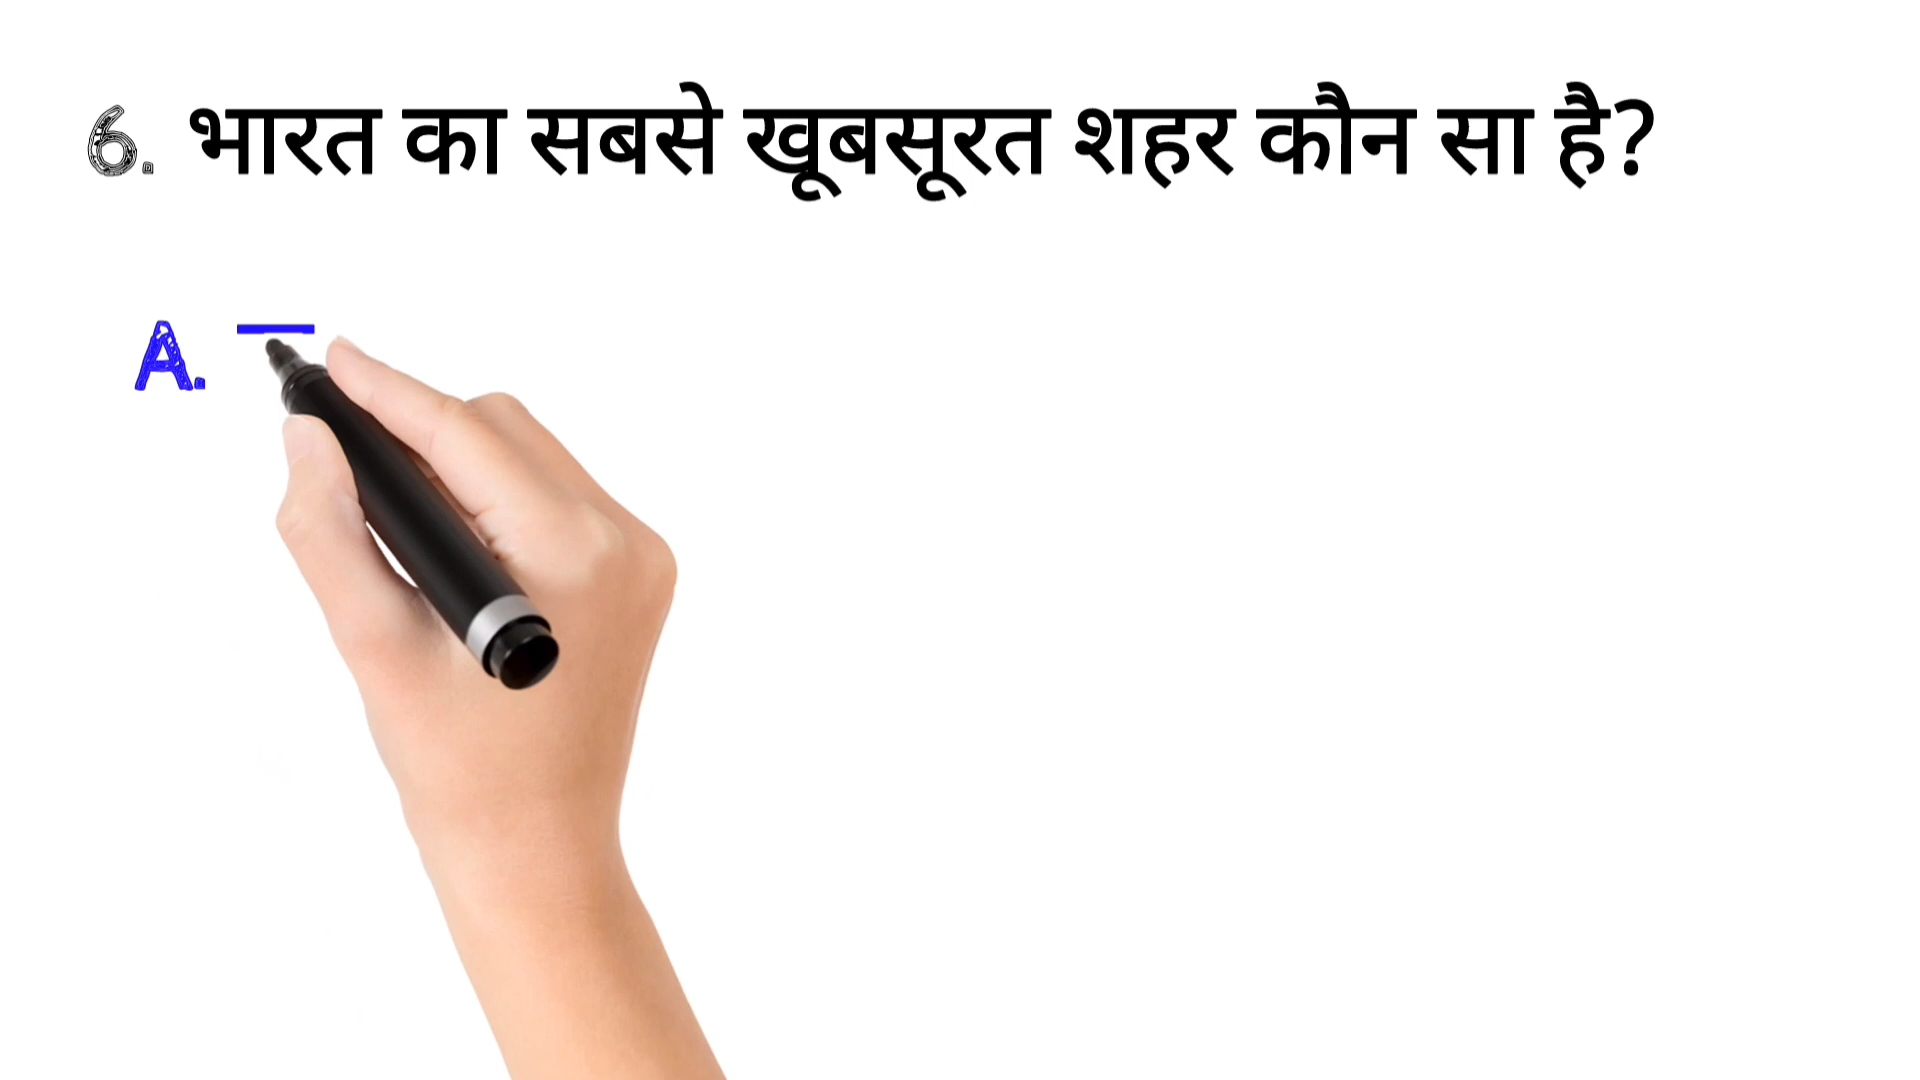 6. भारत का सबसे खूबसूरत शहर कौन सा है?
A.